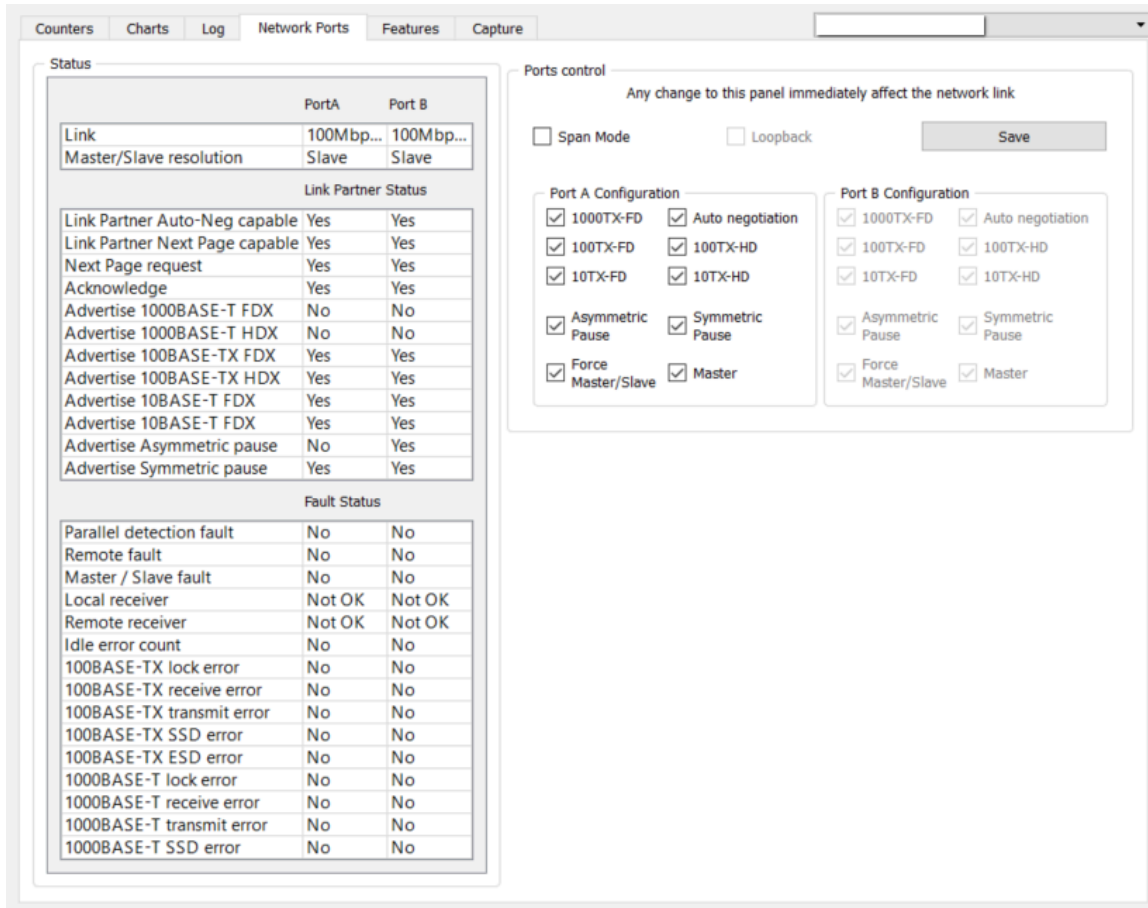 Counters Charts Log Network Ports Features Capture
Status
PortA Port B
Link 100Mbp... 100Mbp...
Master/Slave resolution Slave Slave
Link Partner Status
Link Partner Auto-Neg capable Yes Yes
Link Partner Next Page capable Yes Yes
Next Page request Yes Yes
Acknowledge Yes Yes
Advertise 1000BASE-T FDX No No
Advertise 1000BASE-T HDX No No
Advertise 100BASE-TX FDX Yes Yes
Advertise 100BASE-TX HDX Yes Yes
Advertise 10BASE-T FDX Yes Yes
Advertise 10BASE-T FDX Yes Yes
Advertise Asymmetric pause No Yes
Advertise Symmetric pause Yes Yes
Fault Status
Parallel detection fault No No
Remote fault No No
Master / Slave fault No No
Local receiver Not OK Not OK
Remote receiver Not OK Not OK
Idle error count No No
100BASE-TX lock error No No
100BASE-TX receive error No No
100BASE-TX transmit error No No
100BASE-TX SSD error No No
100BASE-TX ESD error No No
1000BASE-T lock error No No
1000BASE-T receive error No No
1000BASE-T transmit error No No
1000BASE-T SSD error No No
Ports control
Any change to this panel immediately affect the network link
Span Mode Loopback Save
Port A Configuration
1000TX-FD Auto negotiation
100TX-FD 100TX-HD
10TX-FD 10TX-HD
Asymmetric Symmetric
Pause Pause
Force
Master/Slave Master
Port B Configuration
1000TX-FD Auto negotiation
100TX-FD 100TX-HD
10TX-FD 10TX-HD
Asymmetric Symmetric
Pause Pause
Force
Master/Slave Master